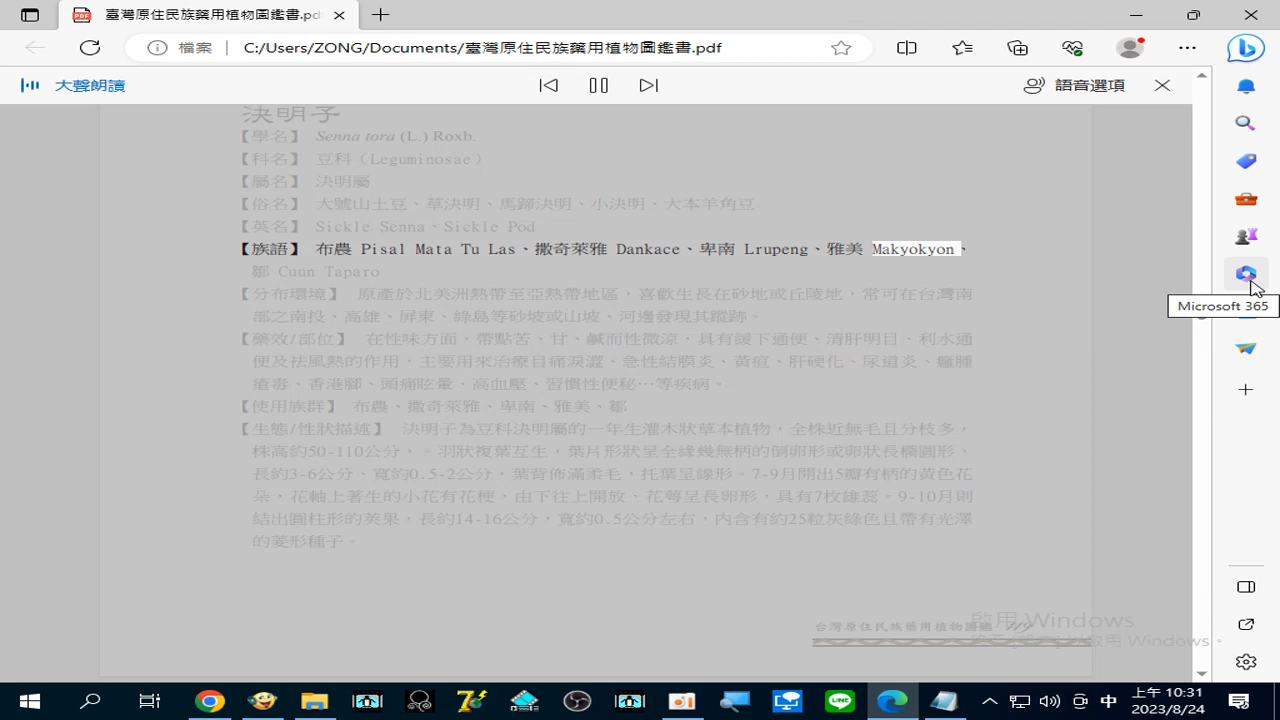 臺灣原住民族藥用植物圖鑑書.pdf
檔案 C:/Users/ZONG/Documents/臺灣原住民族藥用植物圖鑑書.pdf
大聲朗讀
語音選項
決明子
【學名】 Senna tora (L.) Roxb.
【科名】 豆科（Leguminosae）
【屬名】 決明屬
【俗名】 大號山土豆、草決明、馬蹄決明、小決明、大本羊角豆
【英名】 Sickle Senna、Sickle Pod
【族語】 布農 Pisal Mata Tu Las、撒奇萊雅 Dankace、卑南 Lrupeng、雅美 Makyokyon、
鄒 Cuun Taparo
【分布環境】 原產於北美洲熱帶至亞熱帶地區，喜歡生長在砂地或丘陵地，常可在台灣南
部之南投、高雄、屏東、綠島等砂坡或山坡、河邊發現其蹤跡。
【藥效/部位】 在性味方面，帶點苦、甘、鹹而性微涼，具有緩下通便、清肝明目、利水通
便及祛風熱的作用，主要用來治療目痛淚澀、急性結膜炎、黃疸、肝硬化、尿道炎、癰腫
瘡毒、香港腳、頭痛眩暈、高血壓、習慣性便秘…等疾病。
【使用族群】 布農、撒奇萊雅、卑南、雅美、鄒
【生態/性狀描述】 決明子為豆科決明屬的一年生灌木狀草本植物，全株近無毛且分枝多，
株高約50-110公分，。羽狀複葉互生，葉片形狀呈全緣幾無柄的倒卵形或卵狀長橢圓形，
長約3-6公分、寬約0.5-2公分，葉背佈滿柔毛，托葉呈線形。7-9月開出5瓣有柄的黃色花
朵，花軸上著生的小花有花梗，由下往上開放，花萼呈長卵形，具有7枚雄蕊。9-10月則
結出圓柱形的莢果，長約14-16公分，寬約0.5公分左右，內含有約25粒灰綠色且帶有光澤
的菱形種子。
台灣原住民族藥用植物圖鑑
啟用 Windows
啟用 Windows。
Microsoft 365
中
上午 10:31
2023/8/24